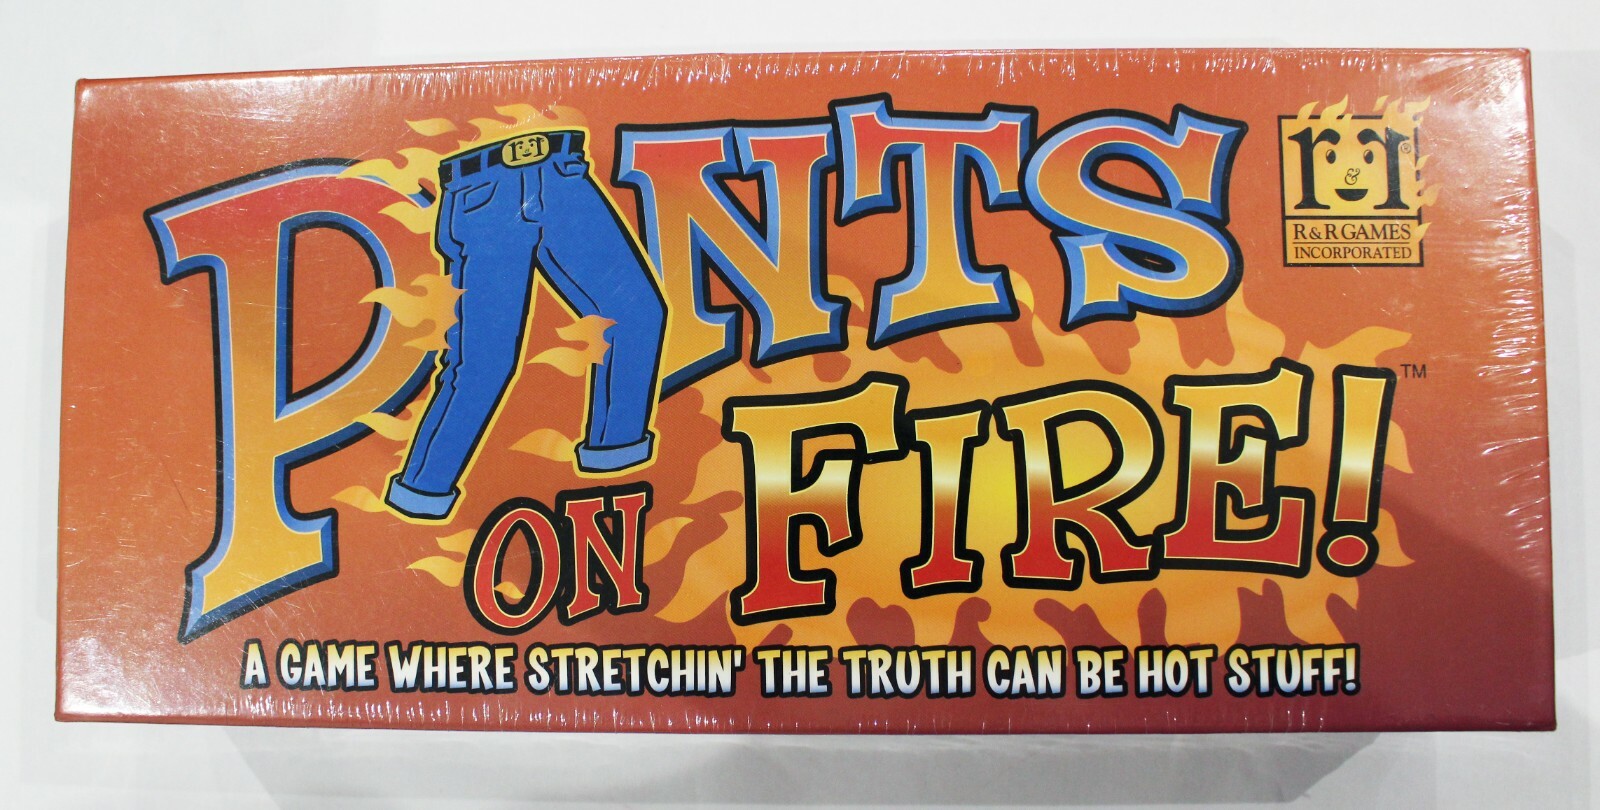 PANTS
ON FIRE!
™
A GAME WHERE STRETCHIN' THE TRUTH CAN BE HOT STUFF!
r&r
r&r®
R&R GAMES
INCORPORATED